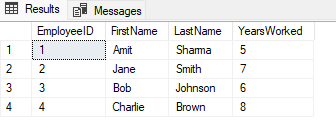 Results Messages
EmployeeID FirstName LastName YearsWorked
1 1 Amit Sharma 5
2 2 Jane Smith 7
3 3 Bob Johnson 6
4 4 Charlie Brown 8